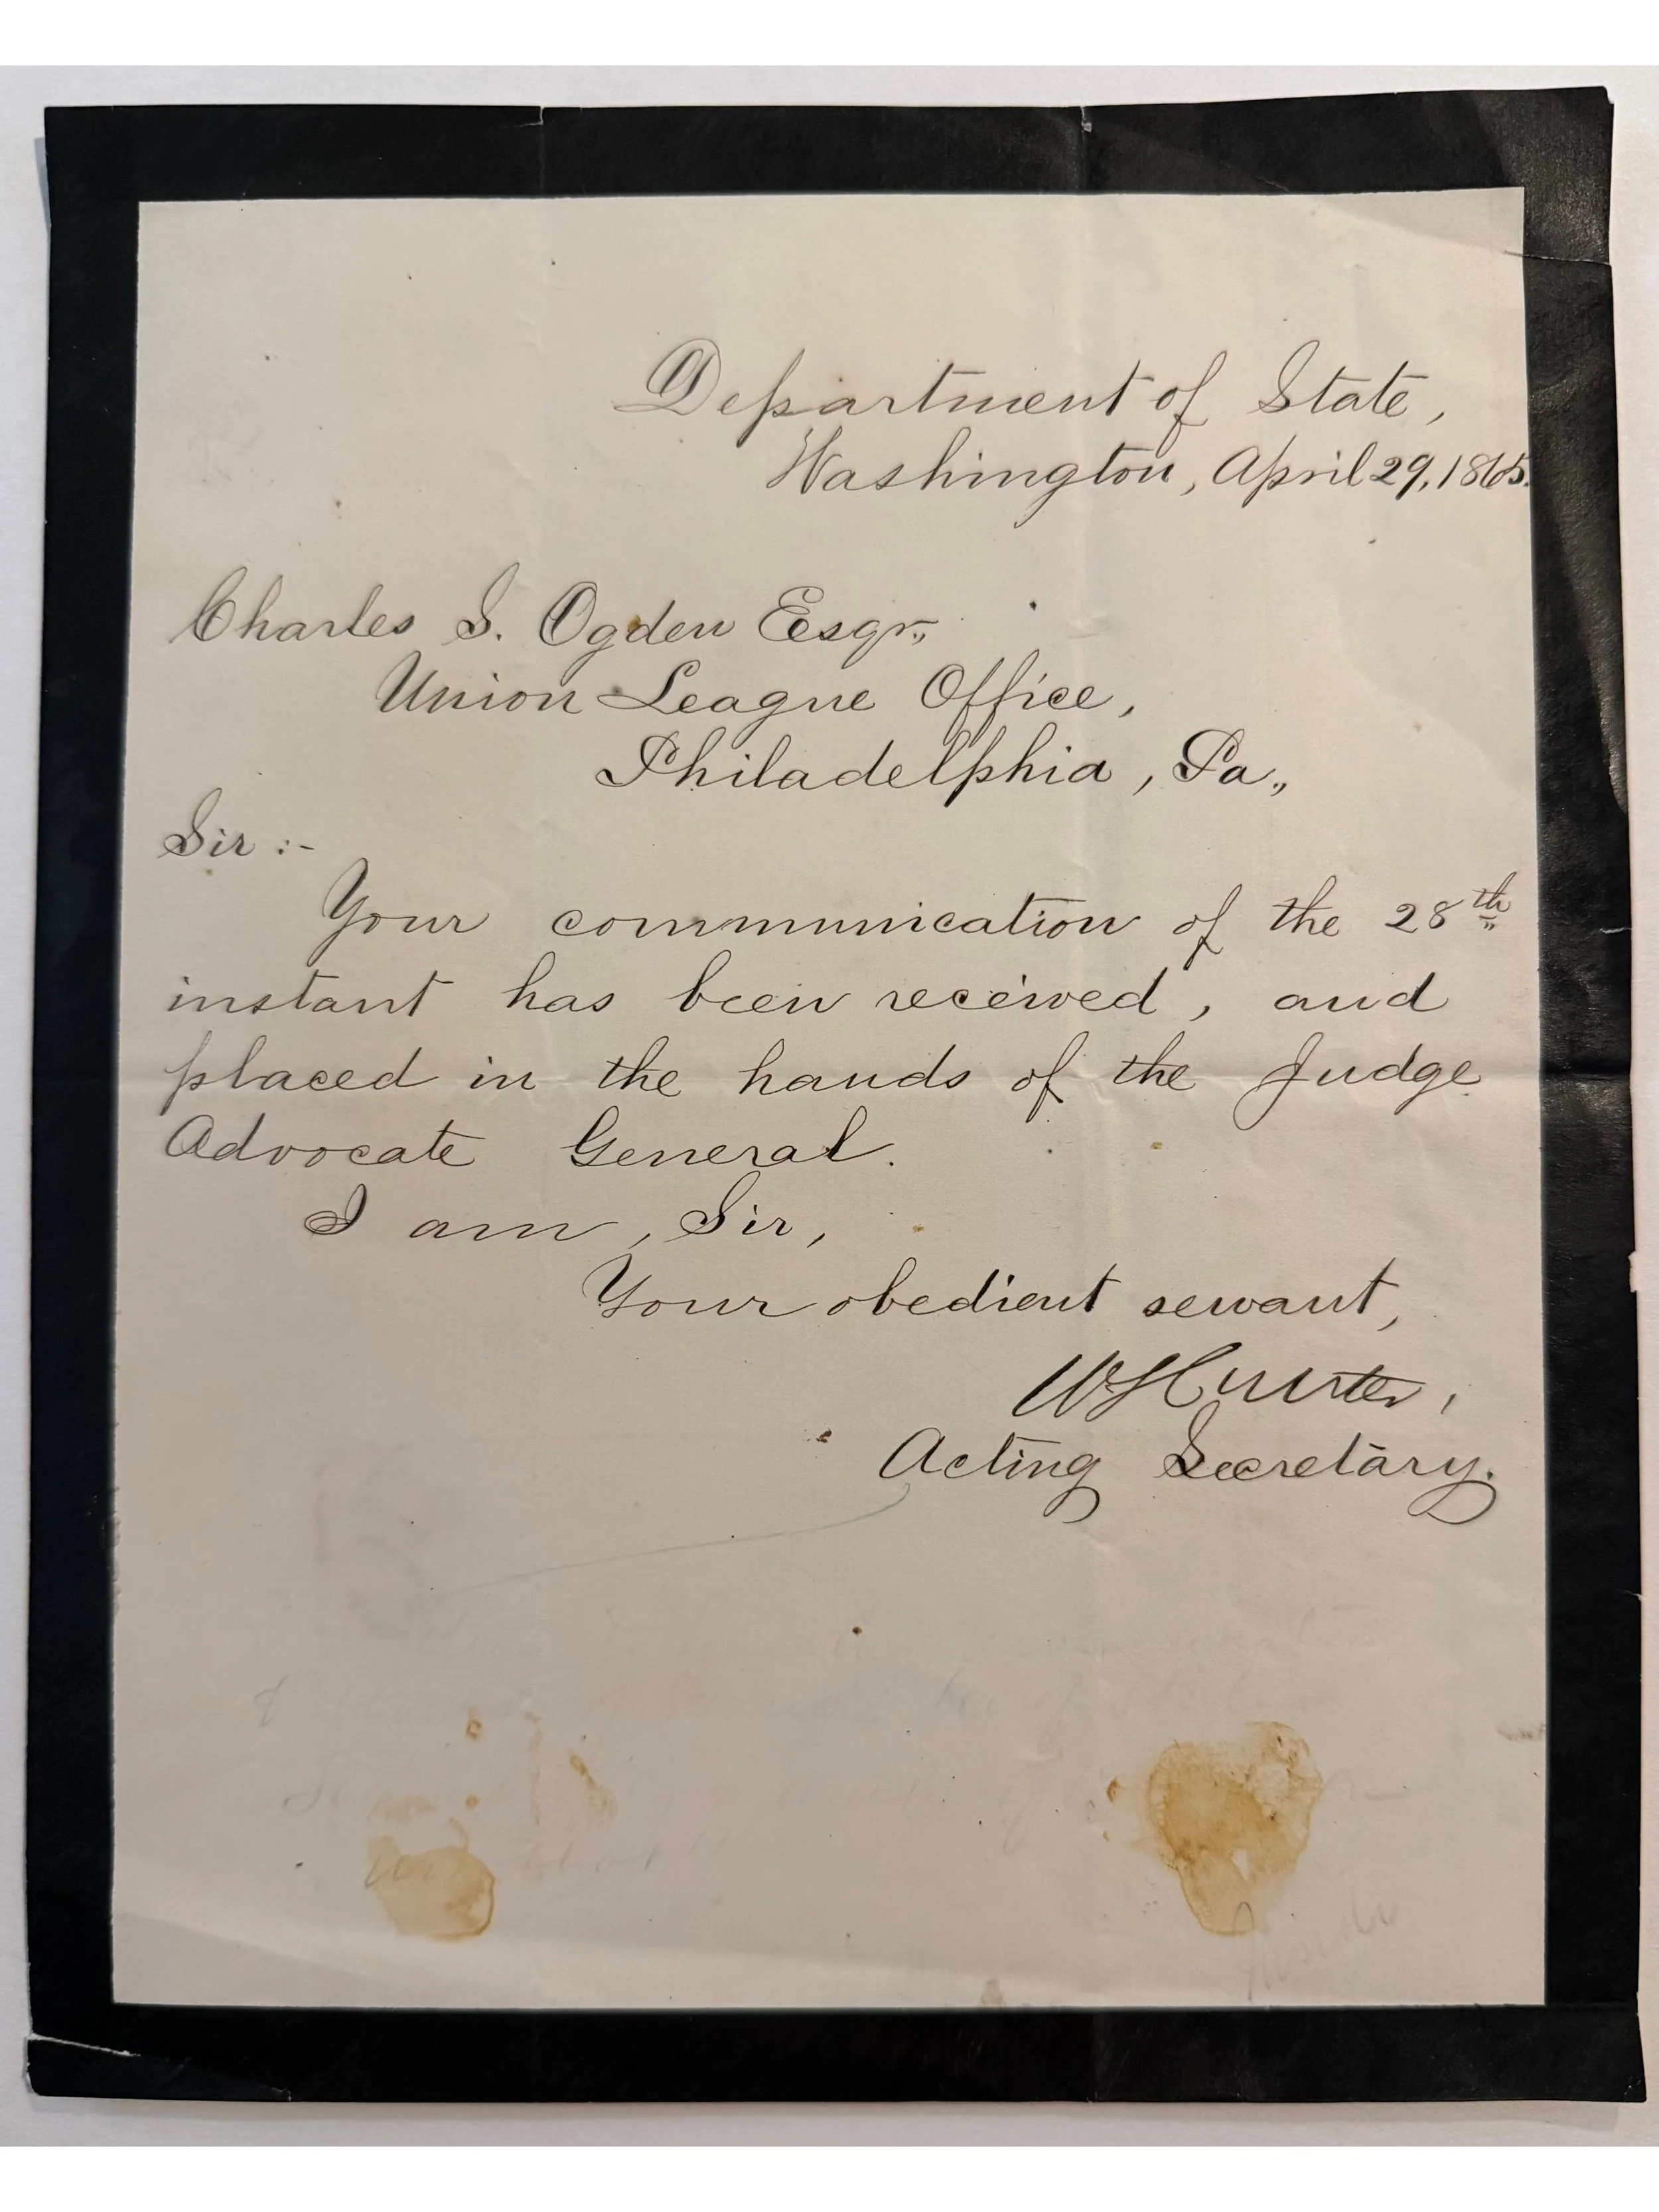 Department of State,
Washington, April 29, 1865.
Charles S. Ogden Esqr.,
Union League Office,
Philadelphia, Pa.,
Sir :-
Your communication of the 28th
instant has been received, and
placed in the hands of the Judge
Advocate General.
I am, Sir,
Your obedient servant,
W Hunter,
Acting Secretary.